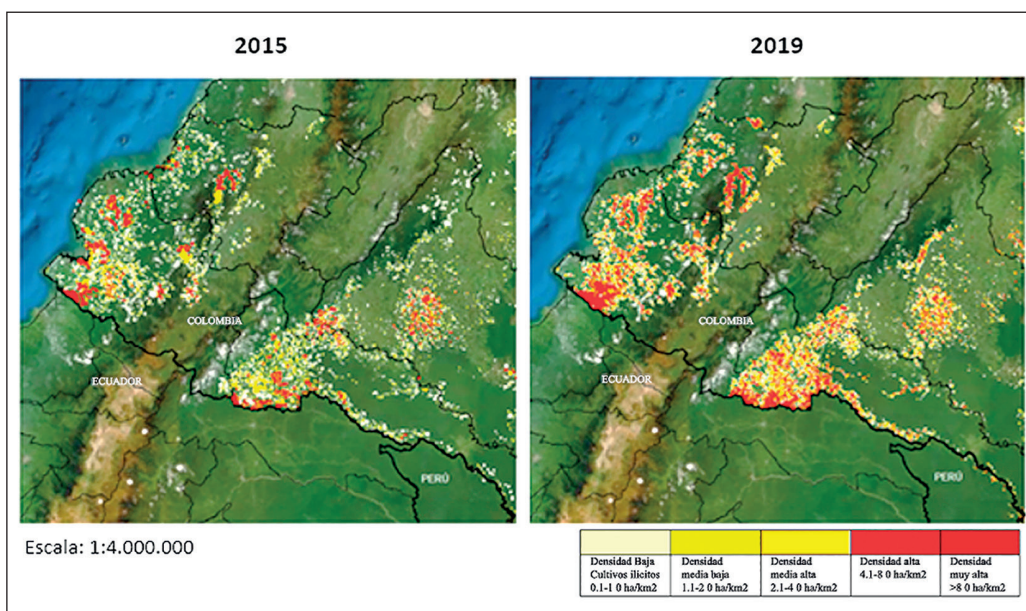 2015
2019
COLOMBIA
ECUADOR
PERÚ
COLOMBIA
ECUADOR
PERÚ
Escala: 1:4.000.000
Densidad Baja
Cultivos ilicitos
0.1-1 0 ha/km2
Densidad
media baja
1.1-2 0 ha/km2
Densidad
media alta
2.1-4 0 ha/km2
Densidad alta
4.1-8 0 ha/km2
Densidad
muy alta
>8 0 ha/km2